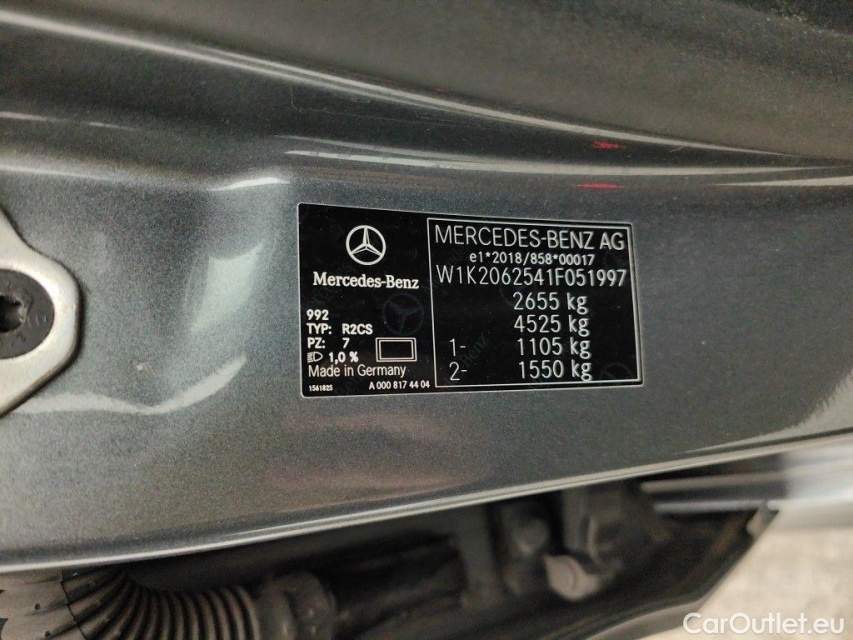 Mercedes-Benz
992
TYP: R2CS
PZ: 7
1,0 %
Made in Germany
1561825 A 000 817 44 04
MERCEDES-BENZ AG
e1*2018/858*00017
W1K2062541F051997
2655 kg
4525 kg
1- 1105 kg
2- 1550 kg
CarOutlet.eu